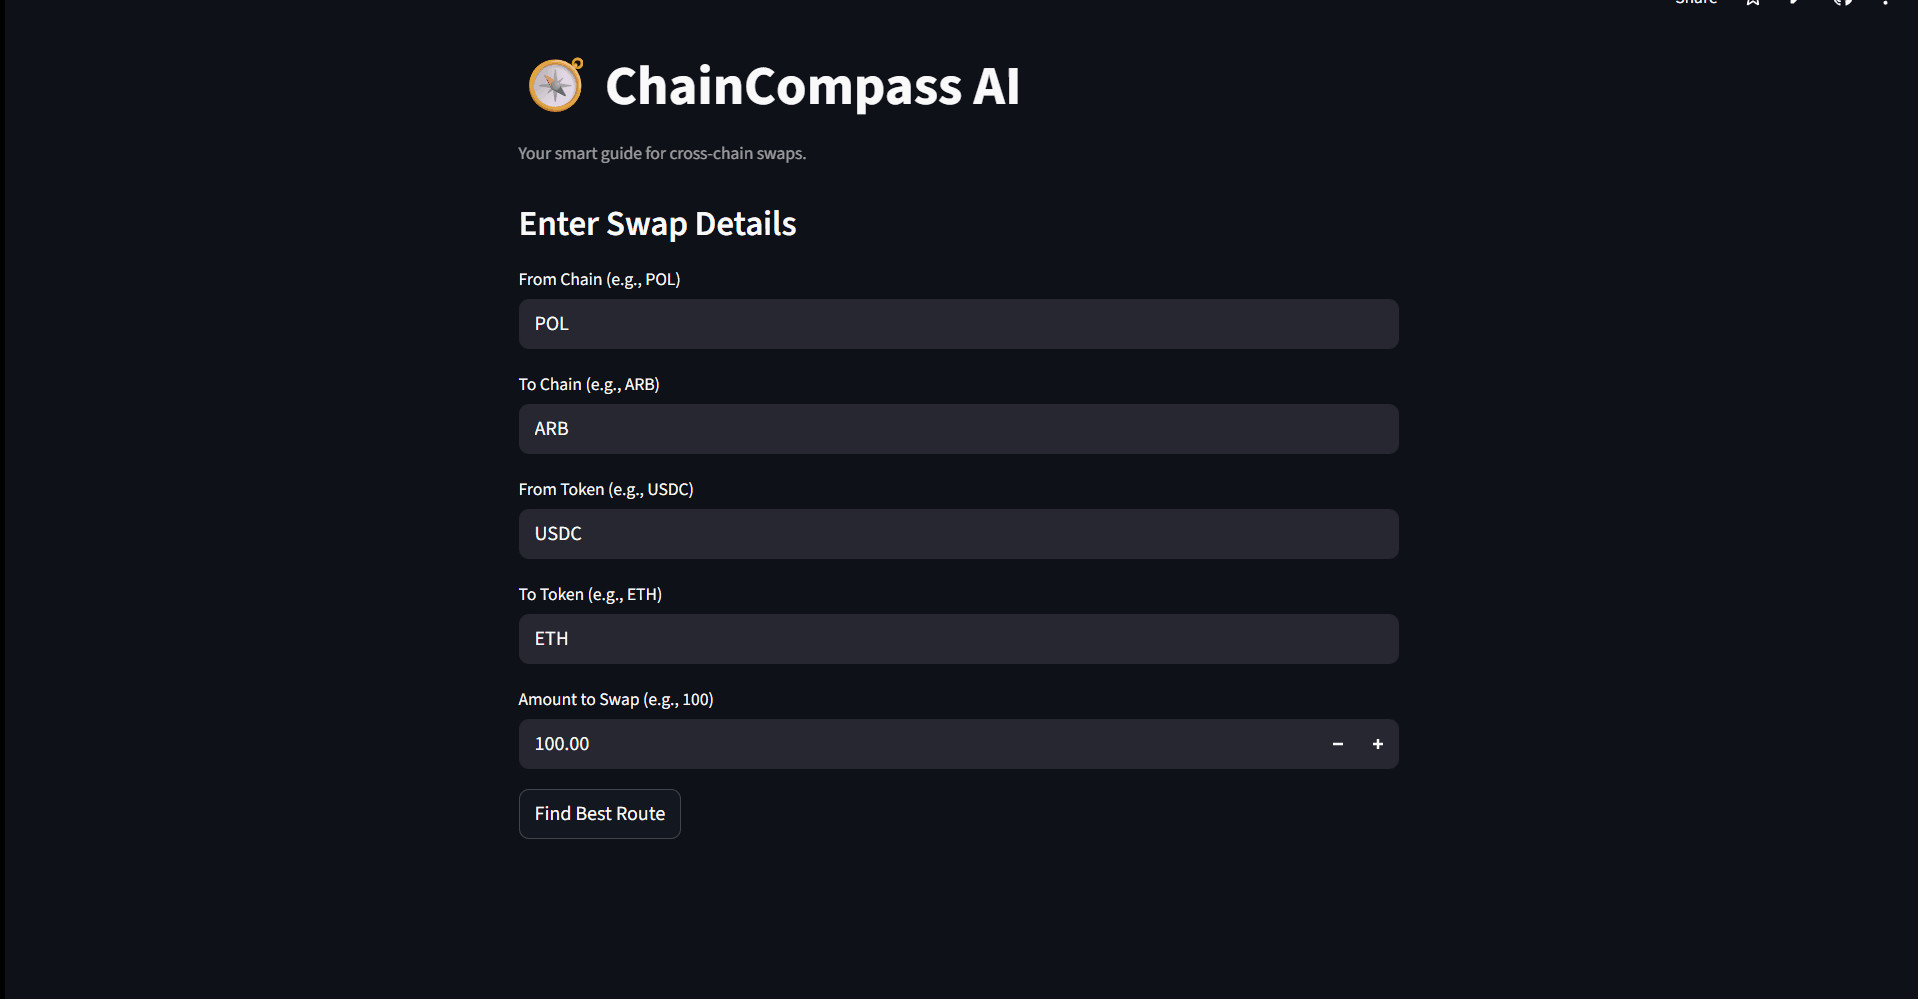 Share
ChainCompass AI
Your smart guide for cross-chain swaps.
Enter Swap Details
From Chain (e.g., POL)
POL
To Chain (e.g., ARB)
ARB
From Token (e.g., USDC)
USDC
To Token (e.g., ETH)
ETH
Amount to Swap (e.g., 100)
100.00
Find Best Route